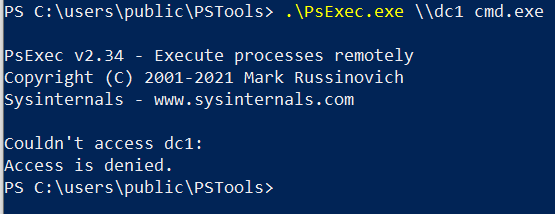 PS C:\users\public\PSTools> .\PsExec.exe \\dc1 cmd.exe
PsExec v2.34 - Execute processes remotely
Copyright (C) 2001-2021 Mark Russinovich
Sysinternals - www.sysinternals.com
Couldn't access dc1:
Access is denied.
PS C:\users\public\PSTools>